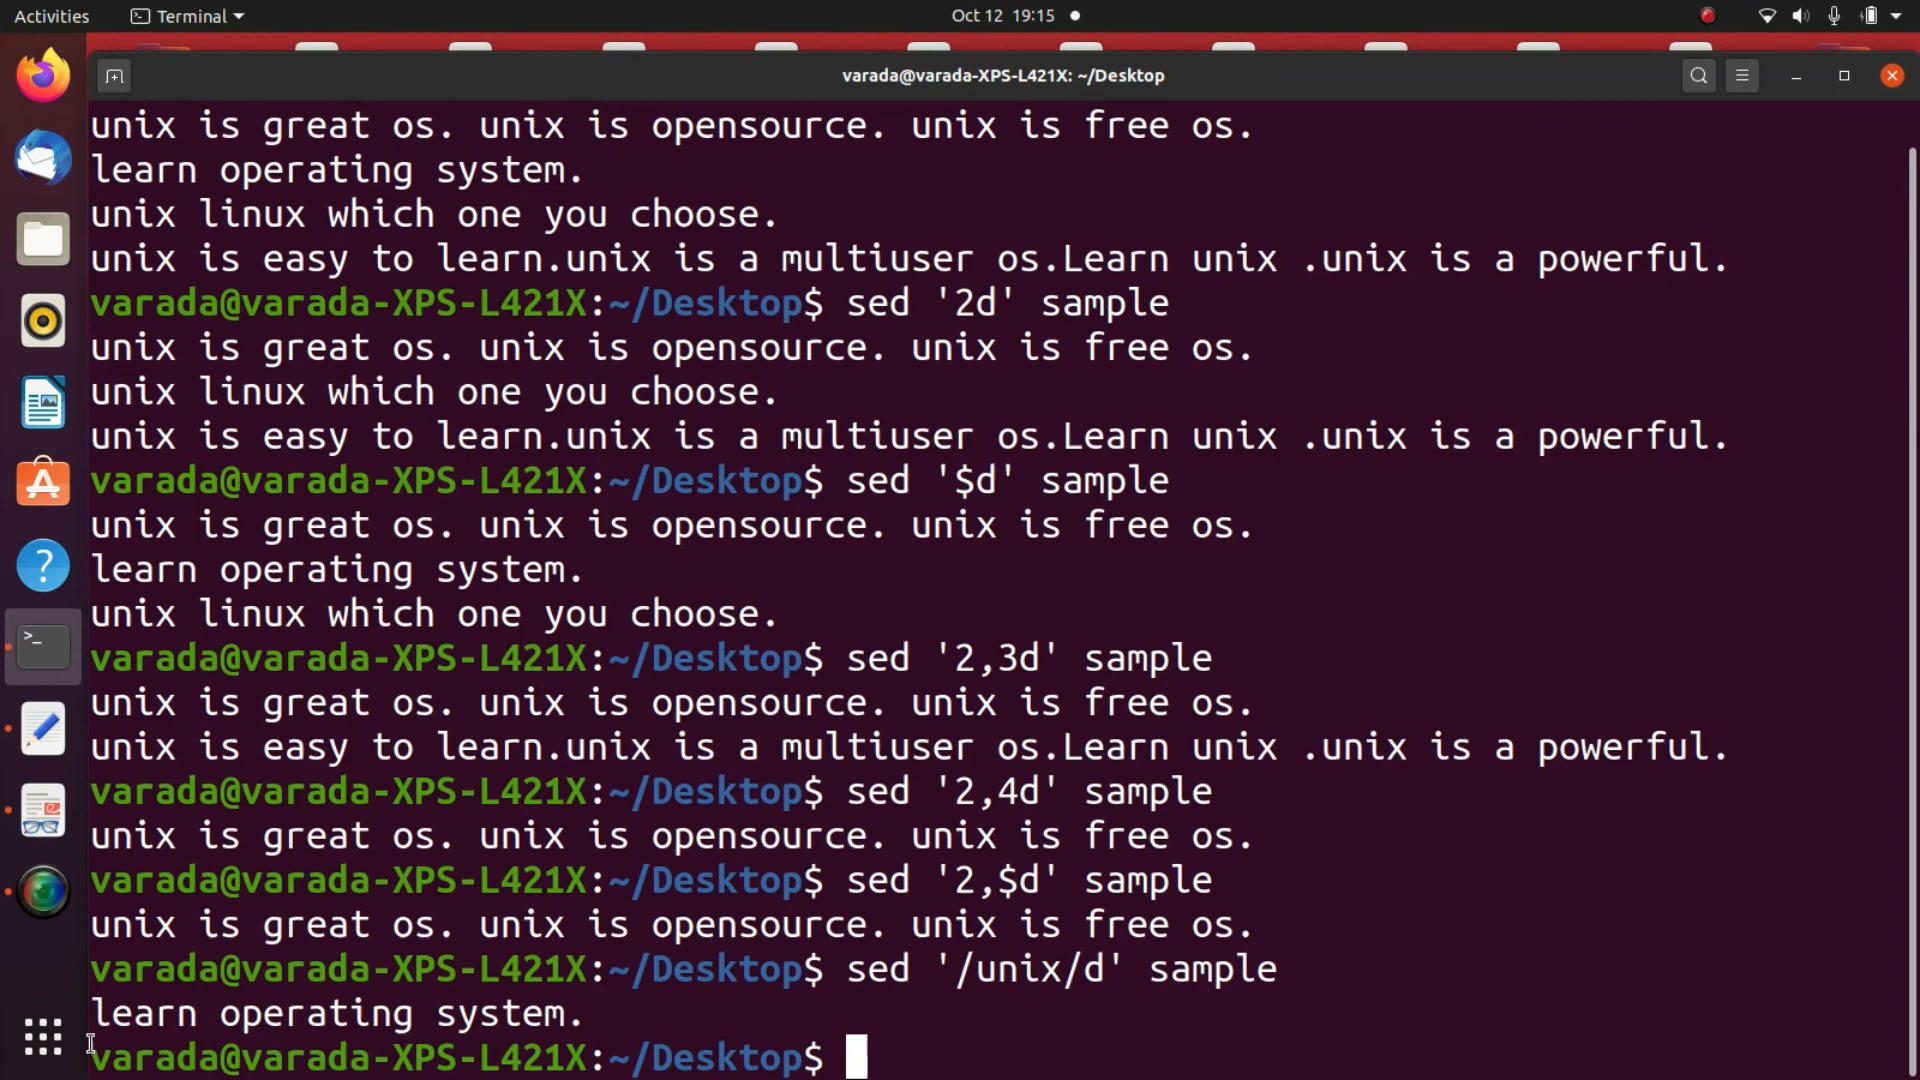 Activities Terminal Oct 12 19:15
varada@varada-XPS-L421X: ~/Desktop
unix is great os. unix is opensource. unix is free os.
learn operating system.
unix linux which one you choose.
unix is easy to learn.unix is a multiuser os.Learn unix .unix is a powerful.
varada@varada-XPS-L421X:~/Desktop$ sed '2d' sample
unix is great os. unix is opensource. unix is free os.
unix linux which one you choose.
unix is easy to learn.unix is a multiuser os.Learn unix .unix is a powerful.
varada@varada-XPS-L421X:~/Desktop$ sed '$d' sample
unix is great os. unix is opensource. unix is free os.
learn operating system.
unix linux which one you choose.
varada@varada-XPS-L421X:~/Desktop$ sed '2,3d' sample
unix is great os. unix is opensource. unix is free os.
unix is easy to learn.unix is a multiuser os.Learn unix .unix is a powerful.
varada@varada-XPS-L421X:~/Desktop$ sed '2,4d' sample
unix is great os. unix is opensource. unix is free os.
varada@varada-XPS-L421X:~/Desktop$ sed '2,$d' sample
unix is great os. unix is opensource. unix is free os.
varada@varada-XPS-L421X:~/Desktop$ sed '/unix/d' sample
learn operating system.
varada@varada-XPS-L421X:~/Desktop$